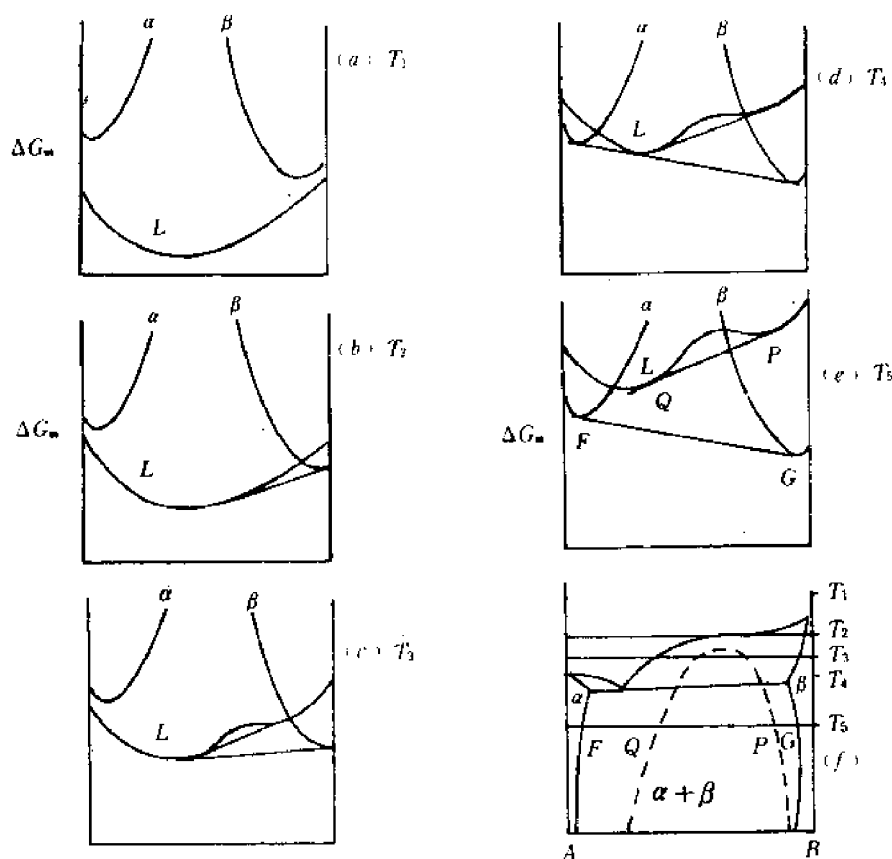 α
β
(a) T₁
ΔGₘ
L
α
β
(b) T₂
ΔGₘ
L
α
β
(c) T₃
L
α
β
(d) T₄
L
α
β
(e) T₅
ΔGₘ
L
P
Q
F
G
T₁
T₂
T₃
T₄
T₅
α
β
F
Q
P
G
(f)
α+β
A
B